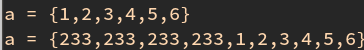 a = {1,2,3,4,5,6}
a = {233,233,233,233,1,2,3,4,5,6}